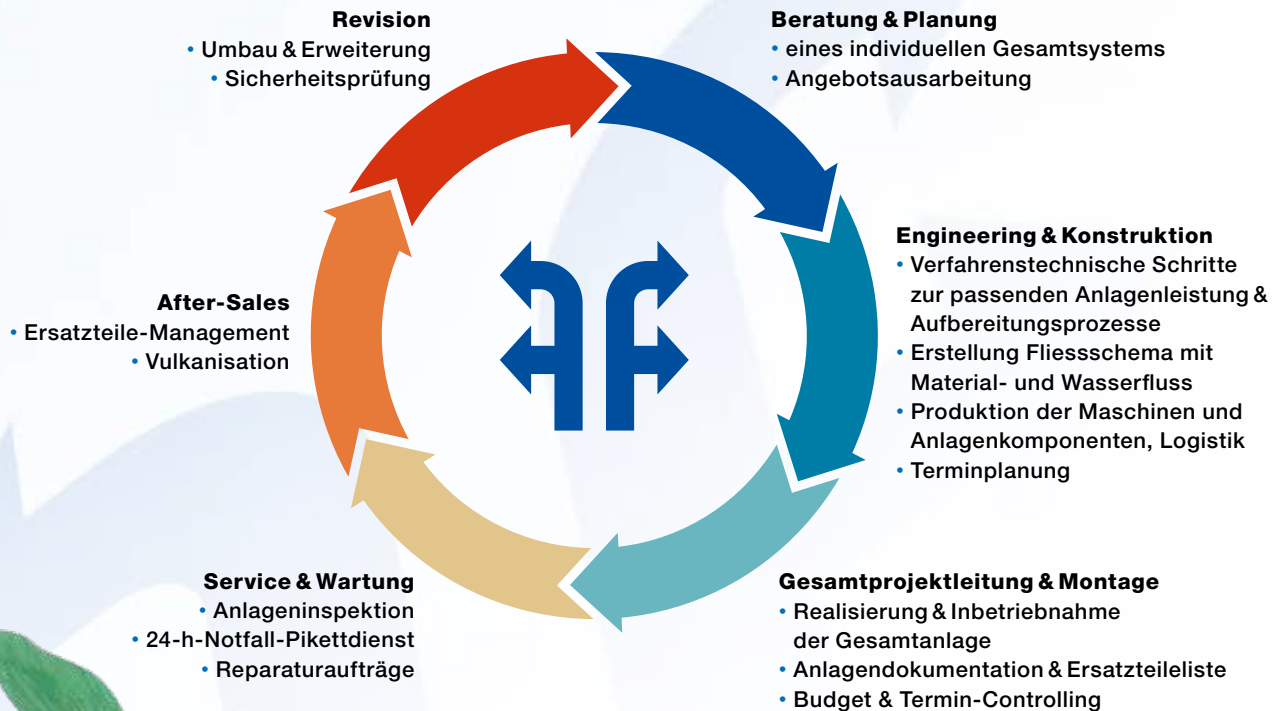 Revision
• Umbau & Erweiterung
• Sicherheitsprüfung
Beratung & Planung
• eines individuellen Gesamtsystems
• Angebotsausarbeitung
Engineering & Konstruktion
• Verfahrenstechnische Schritte
zur passenden Anlagenleistung &
Aufbereitungsprozesse
• Erstellung Fliessschema mit
Material- und Wasserfluss
• Produktion der Maschinen und
Anlagenkomponenten, Logistik
• Terminplanung
After-Sales
• Ersatzteile-Management
• Vulkanisation
Service & Wartung
• Anlageninspektion
• 24-h-Notfall-Pikettdienst
• Reparaturaufträge
Gesamtprojektleitung & Montage
• Realisierung & Inbetriebnahme
der Gesamtanlage
• Anlagendokumentation & Ersatzteileliste
• Budget & Termin-Controlling